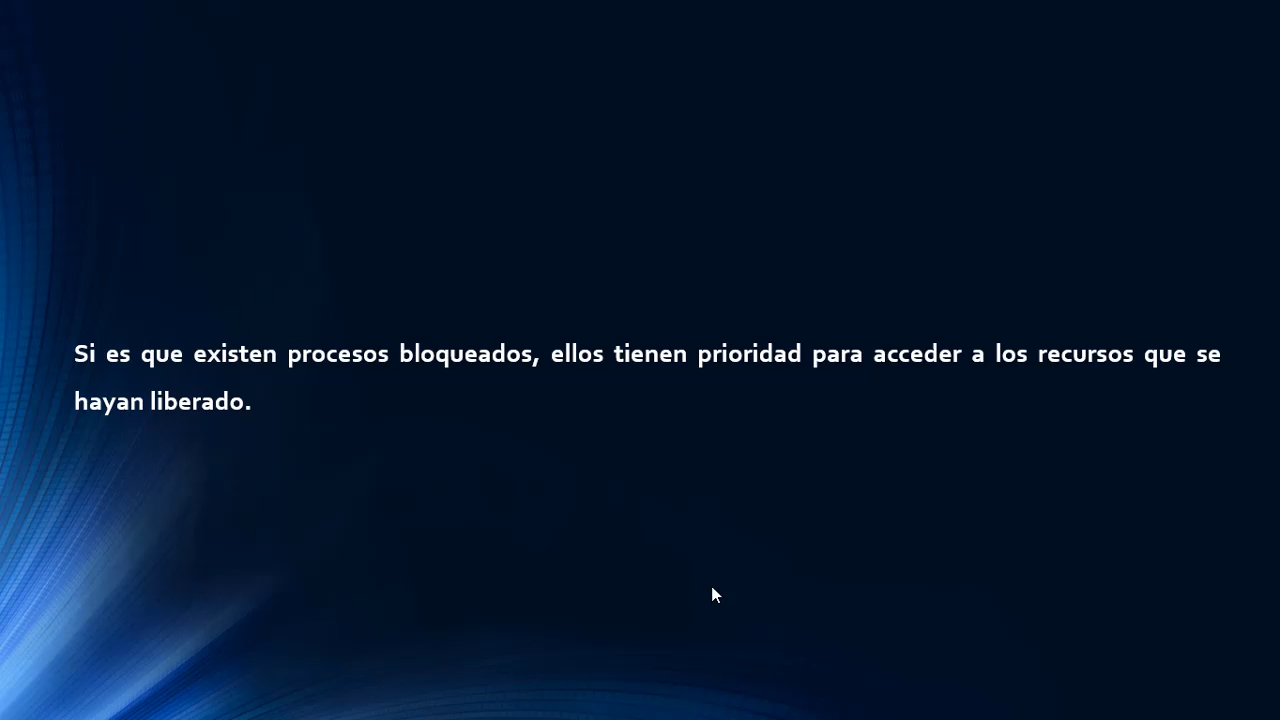 Si es que existen procesos bloqueados, ellos tienen prioridad para acceder a los recursos que se
hayan liberado.